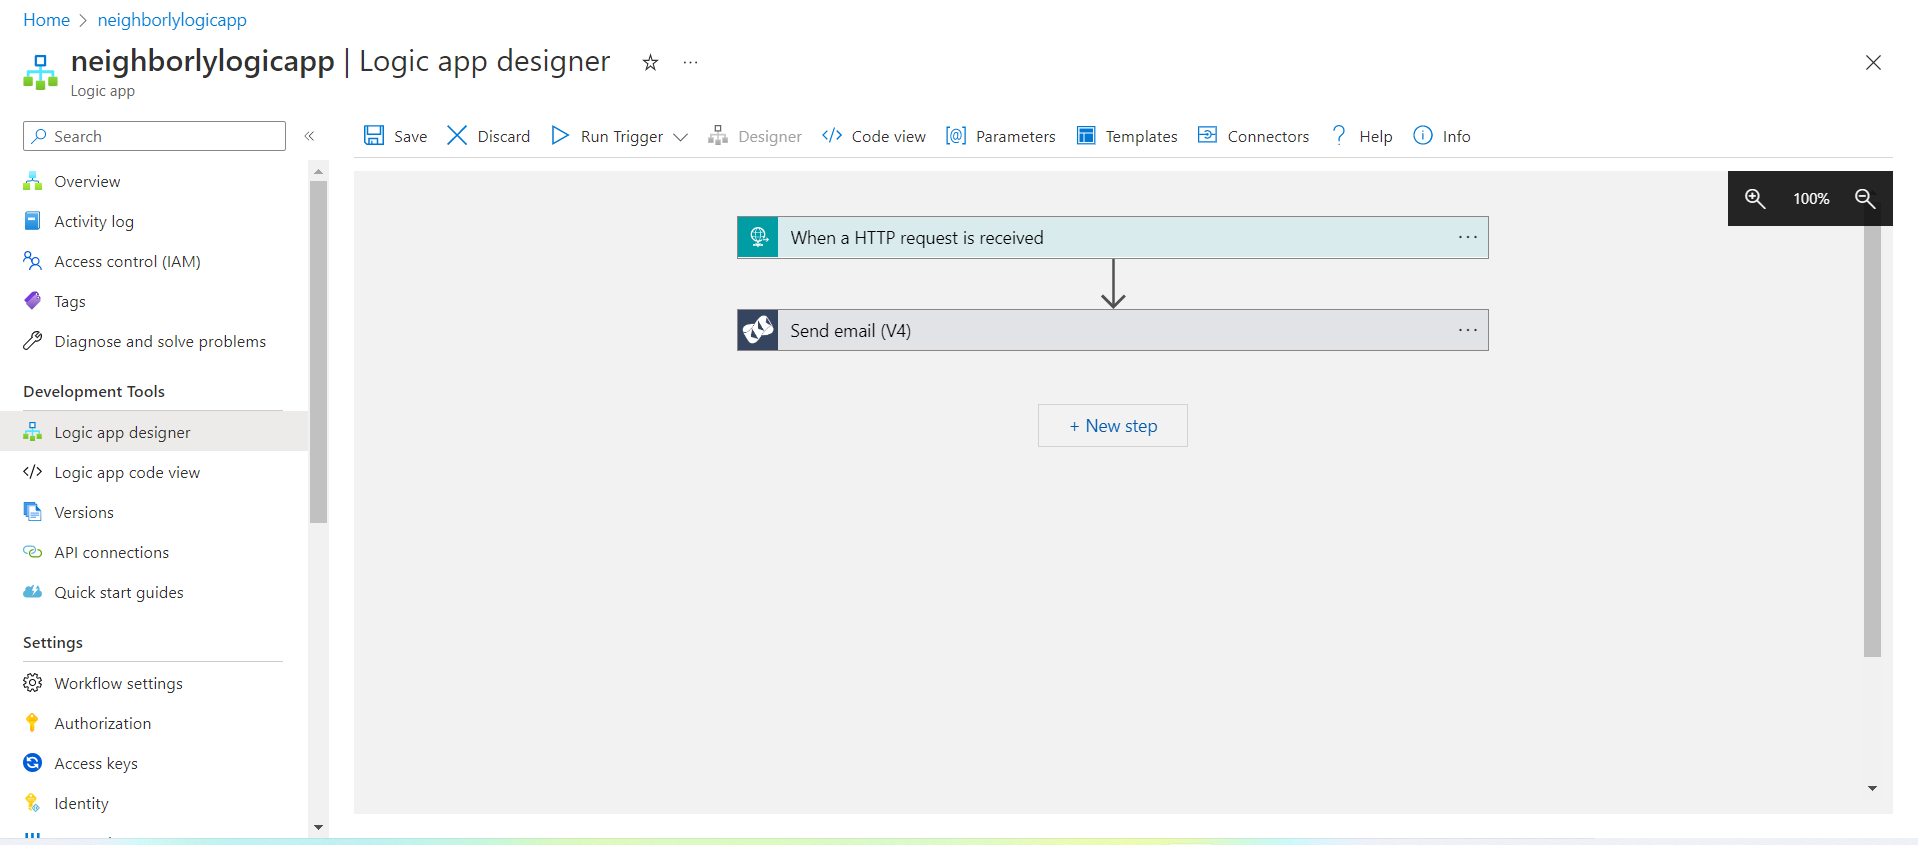 Home > neighborlylogicapp
neighborlylogicapp | Logic app designer
Logic app
Search
Save Discard Run Trigger Designer Code view Parameters Templates Connectors Help Info
Overview
Activity log
Access control (IAM)
Tags
Diagnose and solve problems
Development Tools
Logic app designer
Logic app code view
Versions
API connections
Quick start guides
Settings
Workflow settings
Authorization
Access keys
Identity
100%
When a HTTP request is received
Send email (V4)
+ New step